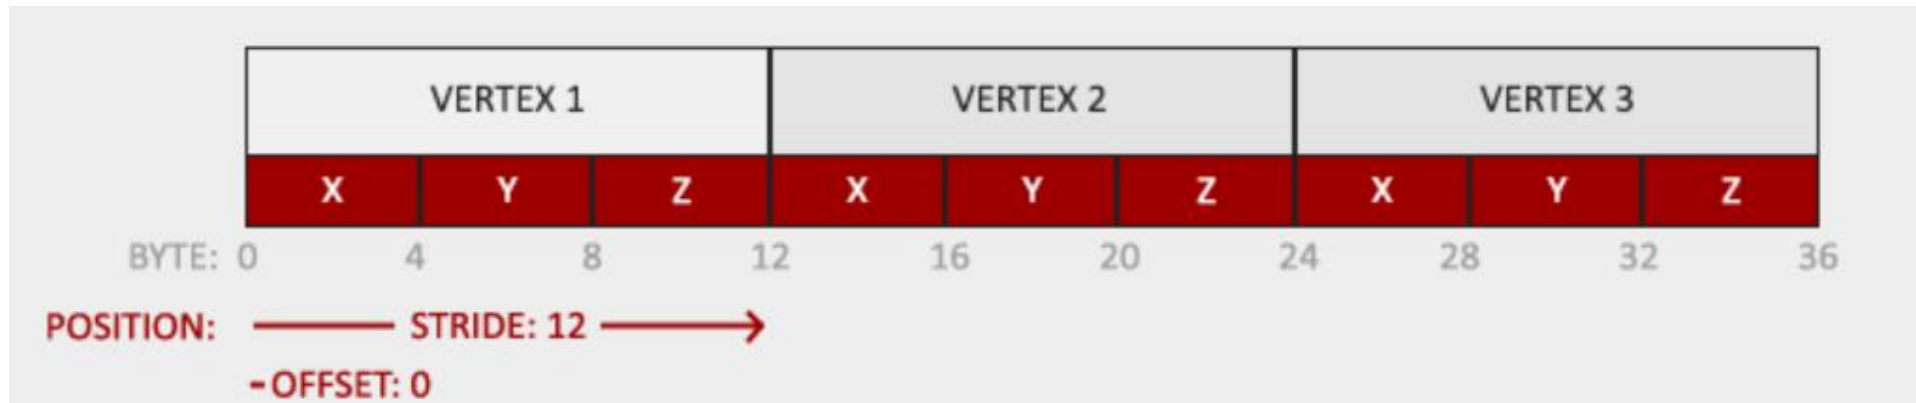 VERTEX 1 VERTEX 2 VERTEX 3
X Y Z X Y Z X Y Z
BYTE: 0 4 8 12 16 20 24 28 32 36
POSITION: STRIDE: 12
-OFFSET: 0